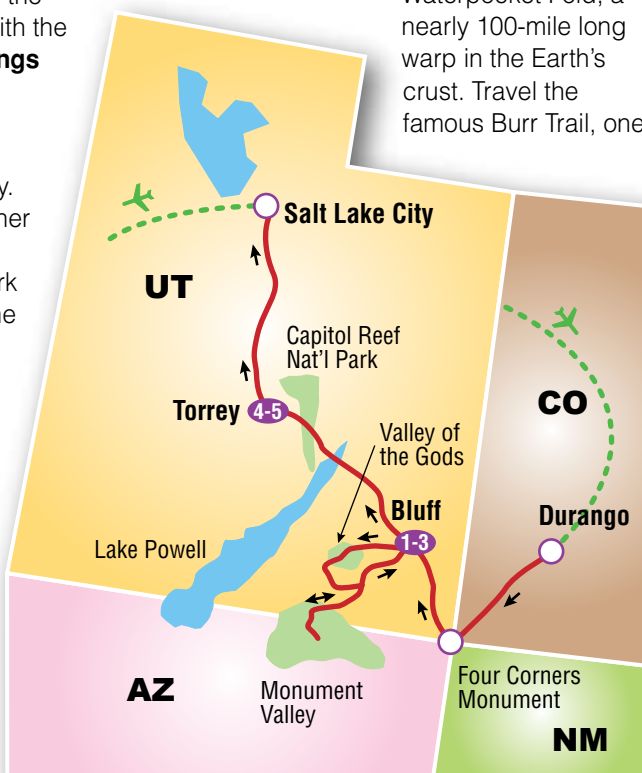 the
ith the
ngs
y.
ner
rk
ne
nearly 100-mile long
warp in the Earth's
crust. Travel the
famous Burr Trail, one
Salt Lake City
UT
Capitol Reef
Nat'l Park
Torrey 4-5
CO
Valley of
the Gods
Bluff
1-3
Durango
Lake Powell
Four Corners
Monument
AZ
Monument
Valley
NM